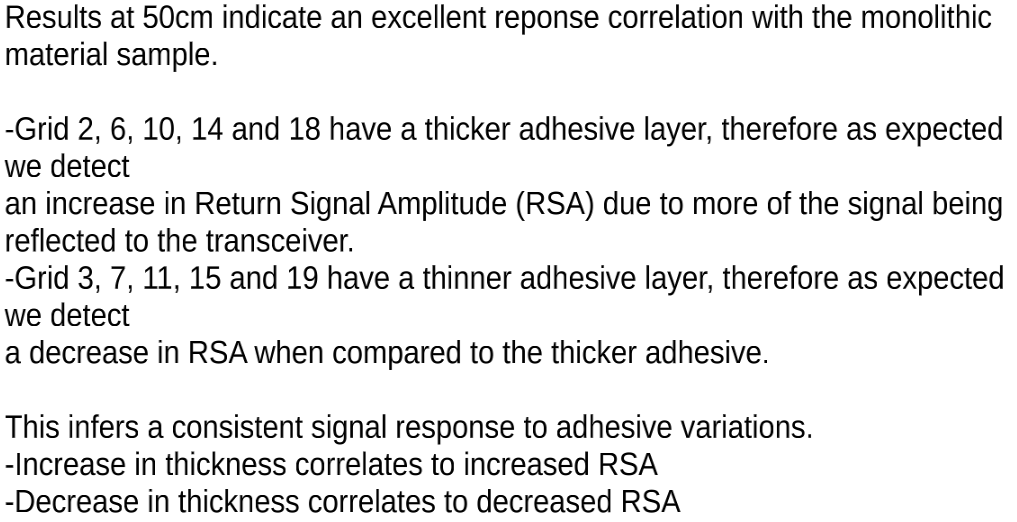 Results at 50cm indicate an excellent reponse correlation with the monolithic
material sample.
-Grid 2, 6, 10, 14 and 18 have a thicker adhesive layer, therefore as expected
we detect
an increase in Return Signal Amplitude (RSA) due to more of the signal being
reflected to the transceiver.
-Grid 3, 7, 11, 15 and 19 have a thinner adhesive layer, therefore as expected
we detect
a decrease in RSA when compared to the thicker adhesive.
This infers a consistent signal response to adhesive variations.
-Increase in thickness correlates to increased RSA
-Decrease in thickness correlates to decreased RSA